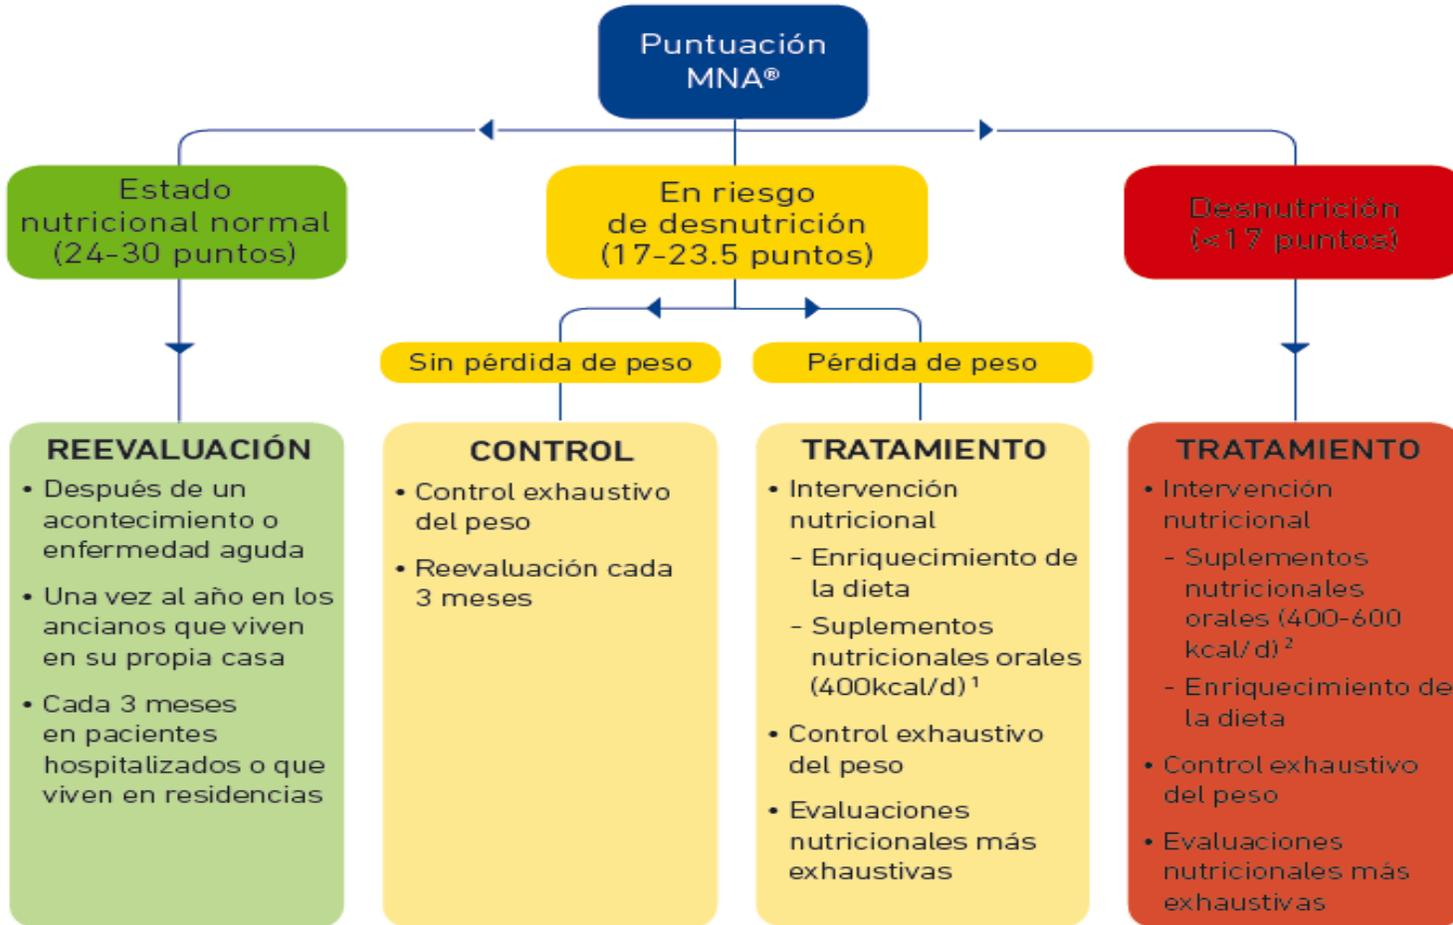 Puntuación
MNA®
Estado
nutricional normal
(24-30 puntos)
En riesgo
de desnutrición
(17-23.5 puntos)
Desnutrición
(<17 puntos)
Sin pérdida de peso
Pérdida de peso
REEVALUACIÓN
• Después de un
acontecimiento o
enfermedad aguda
• Una vez al año en los
ancianos que viven
en su propia casa
• Cada 3 meses
en pacientes
hospitalizados o que
viven en residencias
CONTROL
• Control exhaustivo
del peso
• Reevaluación cada
3 meses
TRATAMIENTO
• Intervención
nutricional
- Enriquecimiento de
la dieta
- Suplementos
nutricionales orales
(400kcal/d)¹
• Control exhaustivo
del peso
• Evaluaciones
nutricionales más
exhaustivas
TRATAMIENTO
• Intervención
nutricional
- Suplementos
nutricionales
orales (400-600
kcal/d)²
- Enriquecimiento de
la dieta
• Control exhaustivo
del peso
• Evaluaciones
nutricionales más
exhaustivas